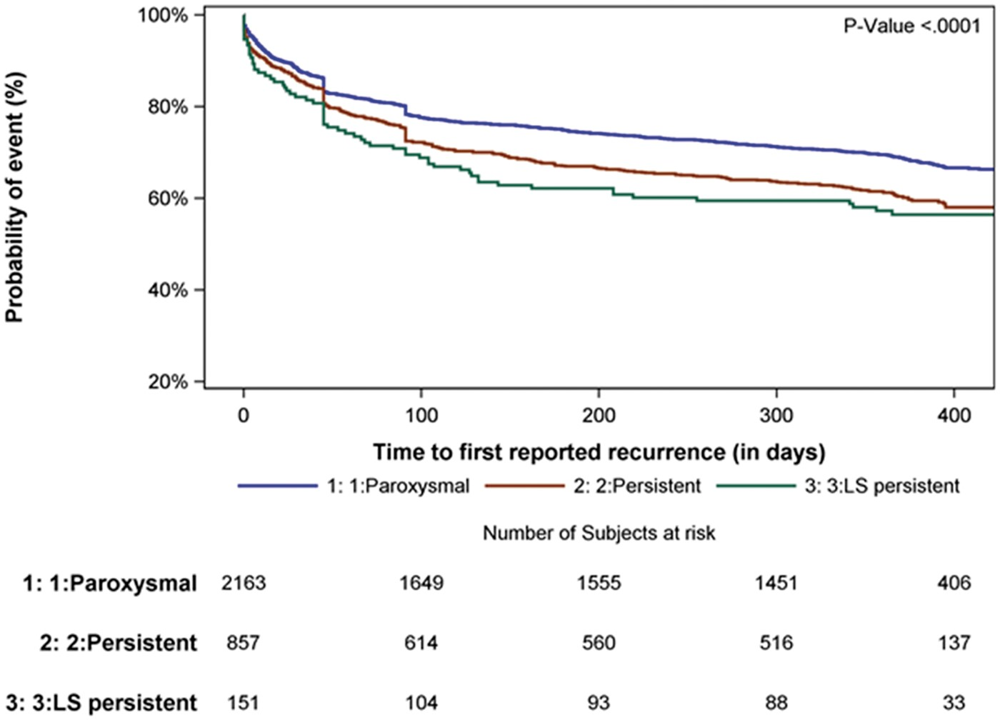 P-Value <.0001
100%
80%
60%
40%
20%
Probability of event (%)
0 100 200 300 400
Time to first reported recurrence (in days)
1: 1:Paroxysmal 2: 2:Persistent 3: 3:LS persistent
Number of Subjects at risk
1: 1:Paroxysmal 2163 1649 1555 1451 406
2: 2:Persistent 857 614 560 516 137
3: 3:LS persistent 151 104 93 88 33